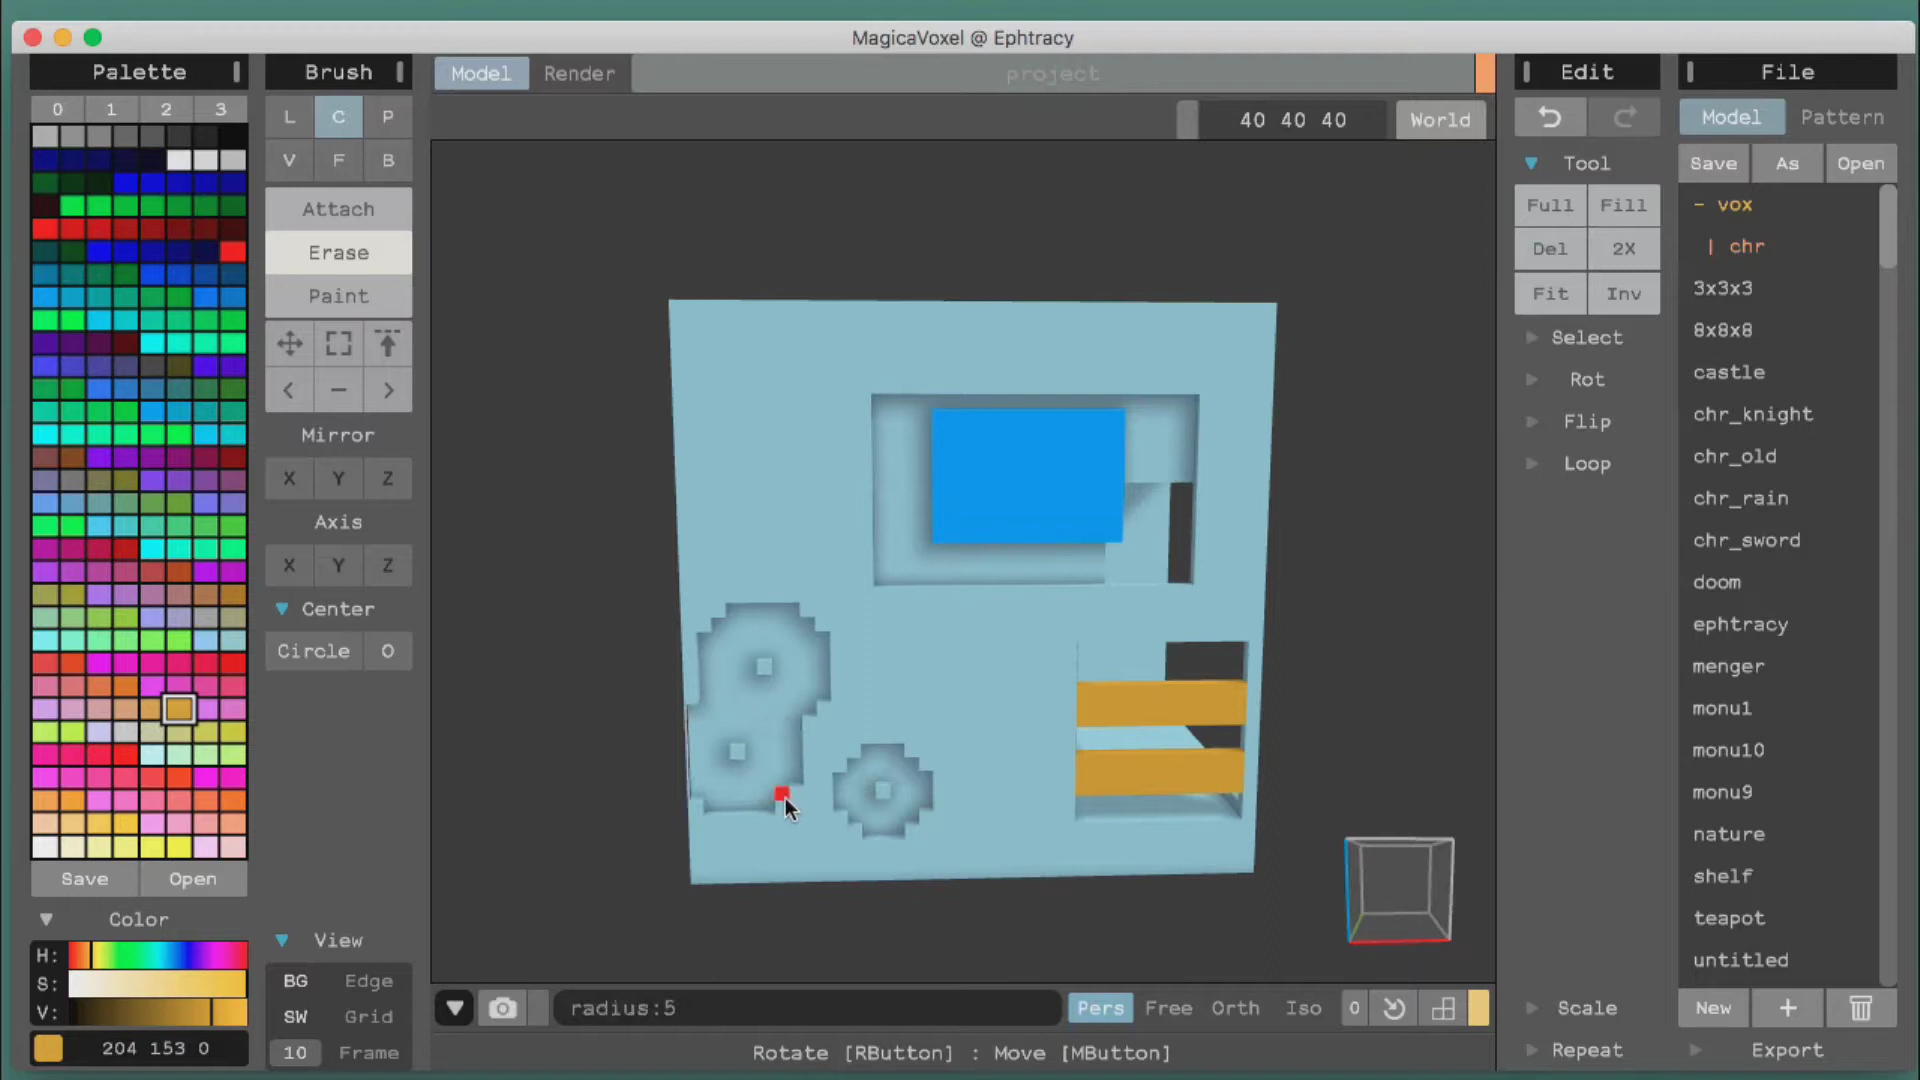 MagicaVoxel @ Ephtracy
Palette
0 1 2 3
Save Open
Color
H:
S:
V:
204 153 0
Brush
L C P
V F B
Attach
Erase
Paint
< − >
Mirror
X Y Z
Axis
X Y Z
Center
Circle O
View
BG Edge
SW Grid
10 Frame
Model Render project
40 40 40 World
radius:5 Pers Free Orth Iso 0
Rotate [RButton] : Move [MButton]
Edit
Tool
Full Fill
Del 2X
Fit Inv
Select
Rot
Flip
Loop
Scale
Repeat
File
Model Pattern
Save As Open
− vox
| chr
3x3x3
8x8x8
castle
chr_knight
chr_old
chr_rain
chr_sword
doom
ephtracy
menger
monu1
monu10
monu9
nature
shelf
teapot
untitled
New +
Export